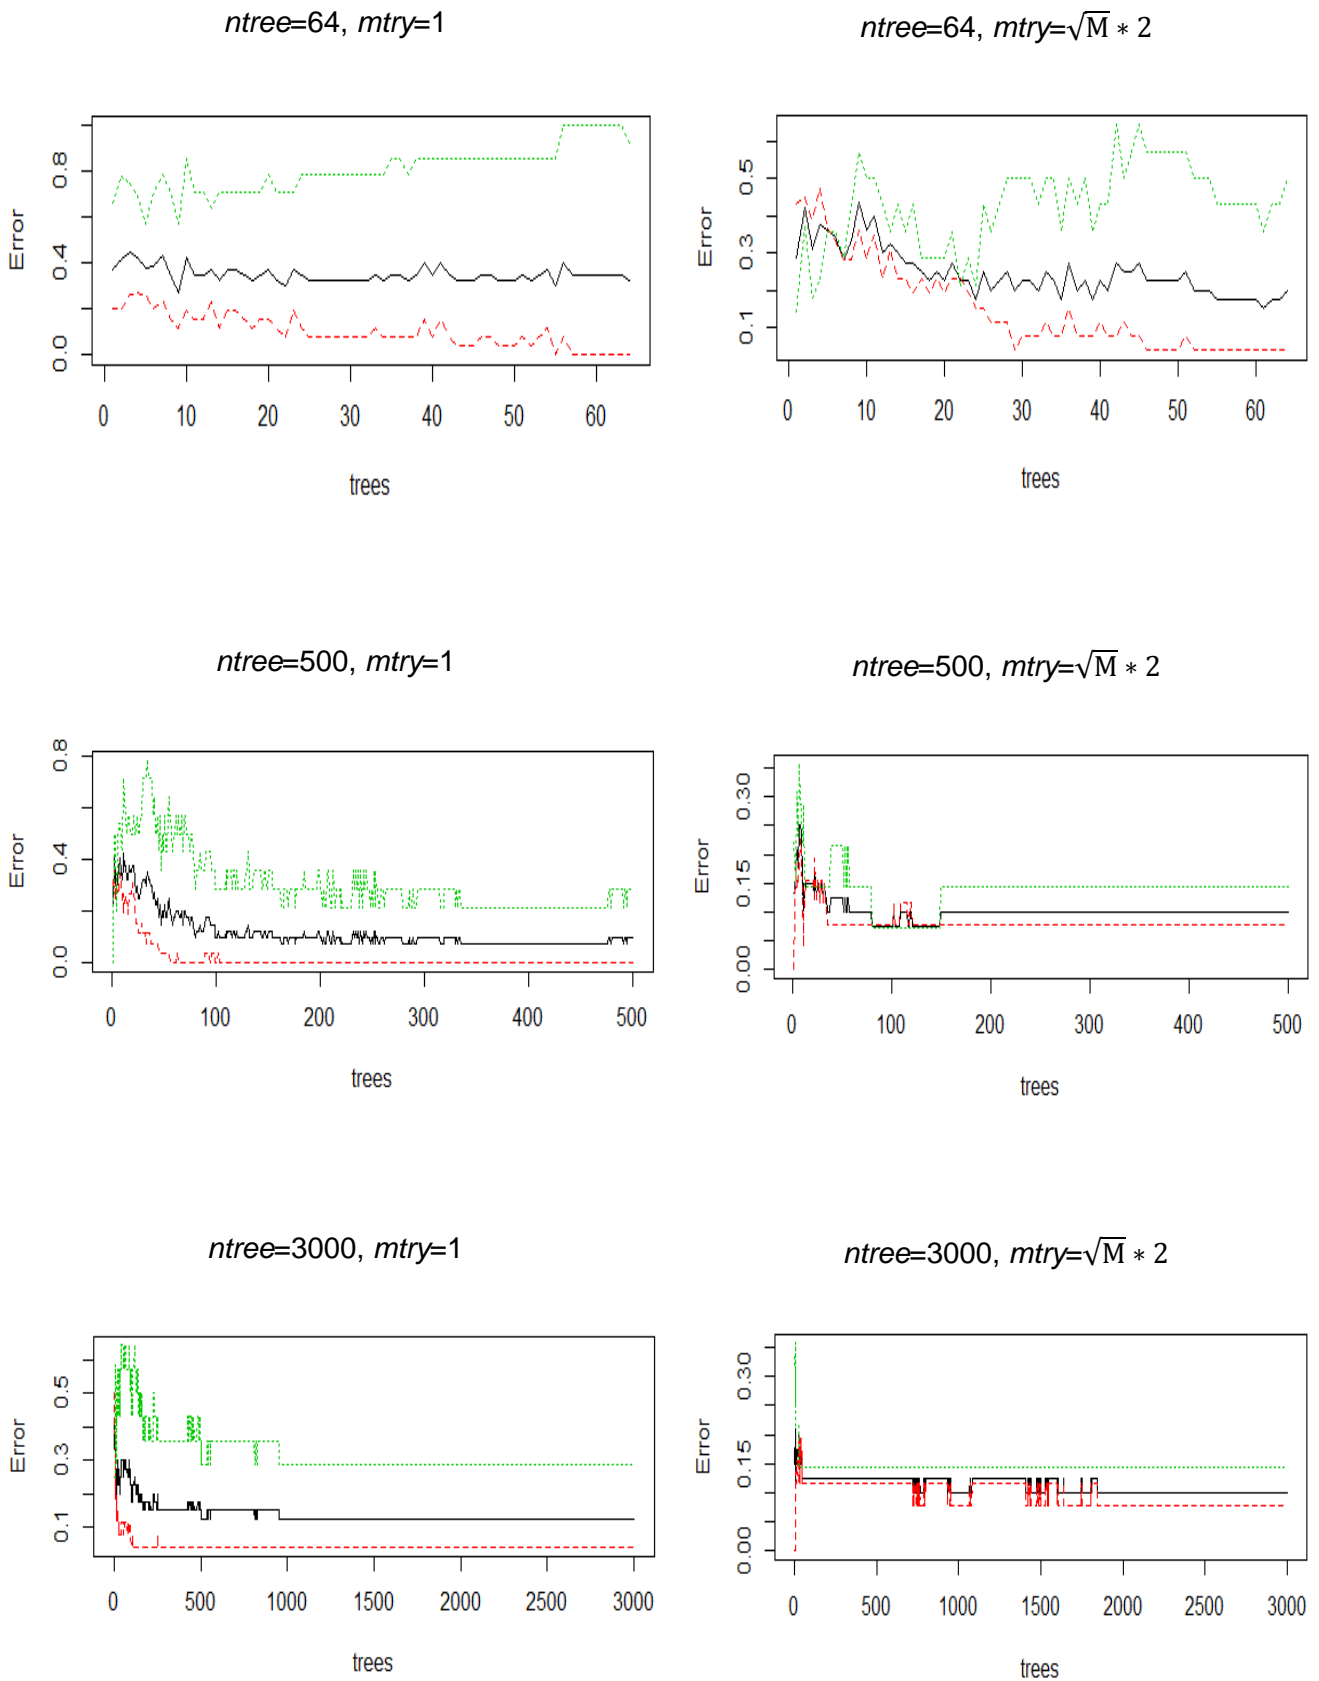 ntree=64, mtry=1
Error
0.0 0.4 0.8
0 10 20 30 40 50 60
trees
ntree=64, mtry=√M ∗ 2
Error
0.1 0.3 0.5
0 10 20 30 40 50 60
trees
ntree=500, mtry=1
Error
0.0 0.4 0.8
0 100 200 300 400 500
trees
ntree=500, mtry=√M ∗ 2
Error
0.00 0.15 0.30
0 100 200 300 400 500
trees
ntree=3000, mtry=1
Error
0.1 0.3 0.5
0 500 1000 1500 2000 2500 3000
trees
ntree=3000, mtry=√M ∗ 2
Error
0.00 0.15 0.30
0 500 1000 1500 2000 2500 3000
trees